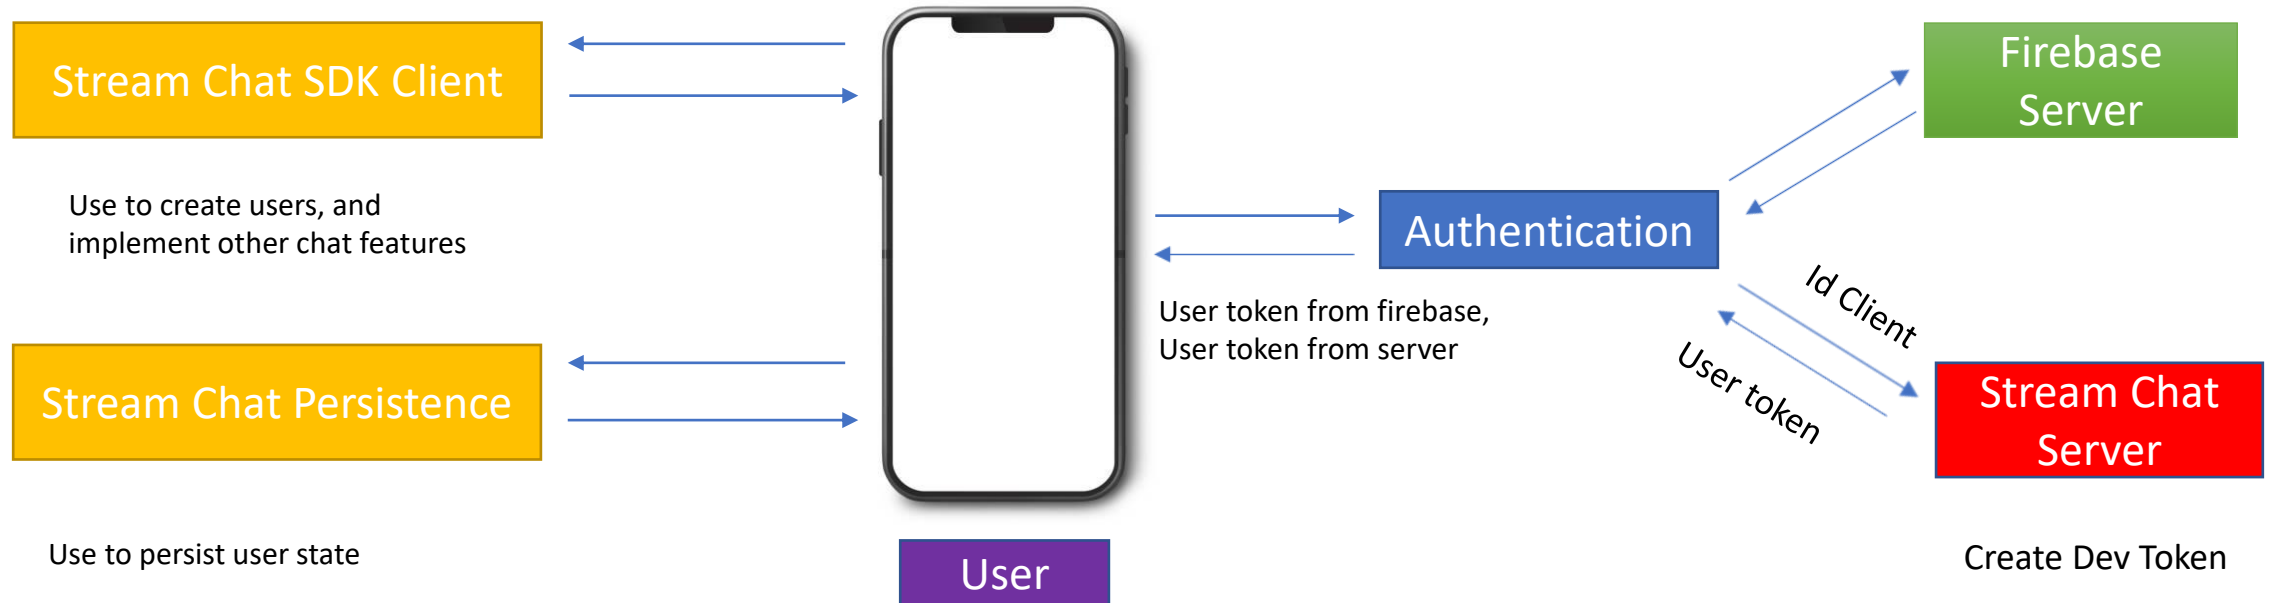 Stream Chat SDK Client
Use to create users, and
implement other chat features
Stream Chat Persistence
Use to persist user state
User
Authentication
User token from firebase,
User token from server
Firebase
Server
Id Client
User token
Stream Chat
Server
Create Dev Token